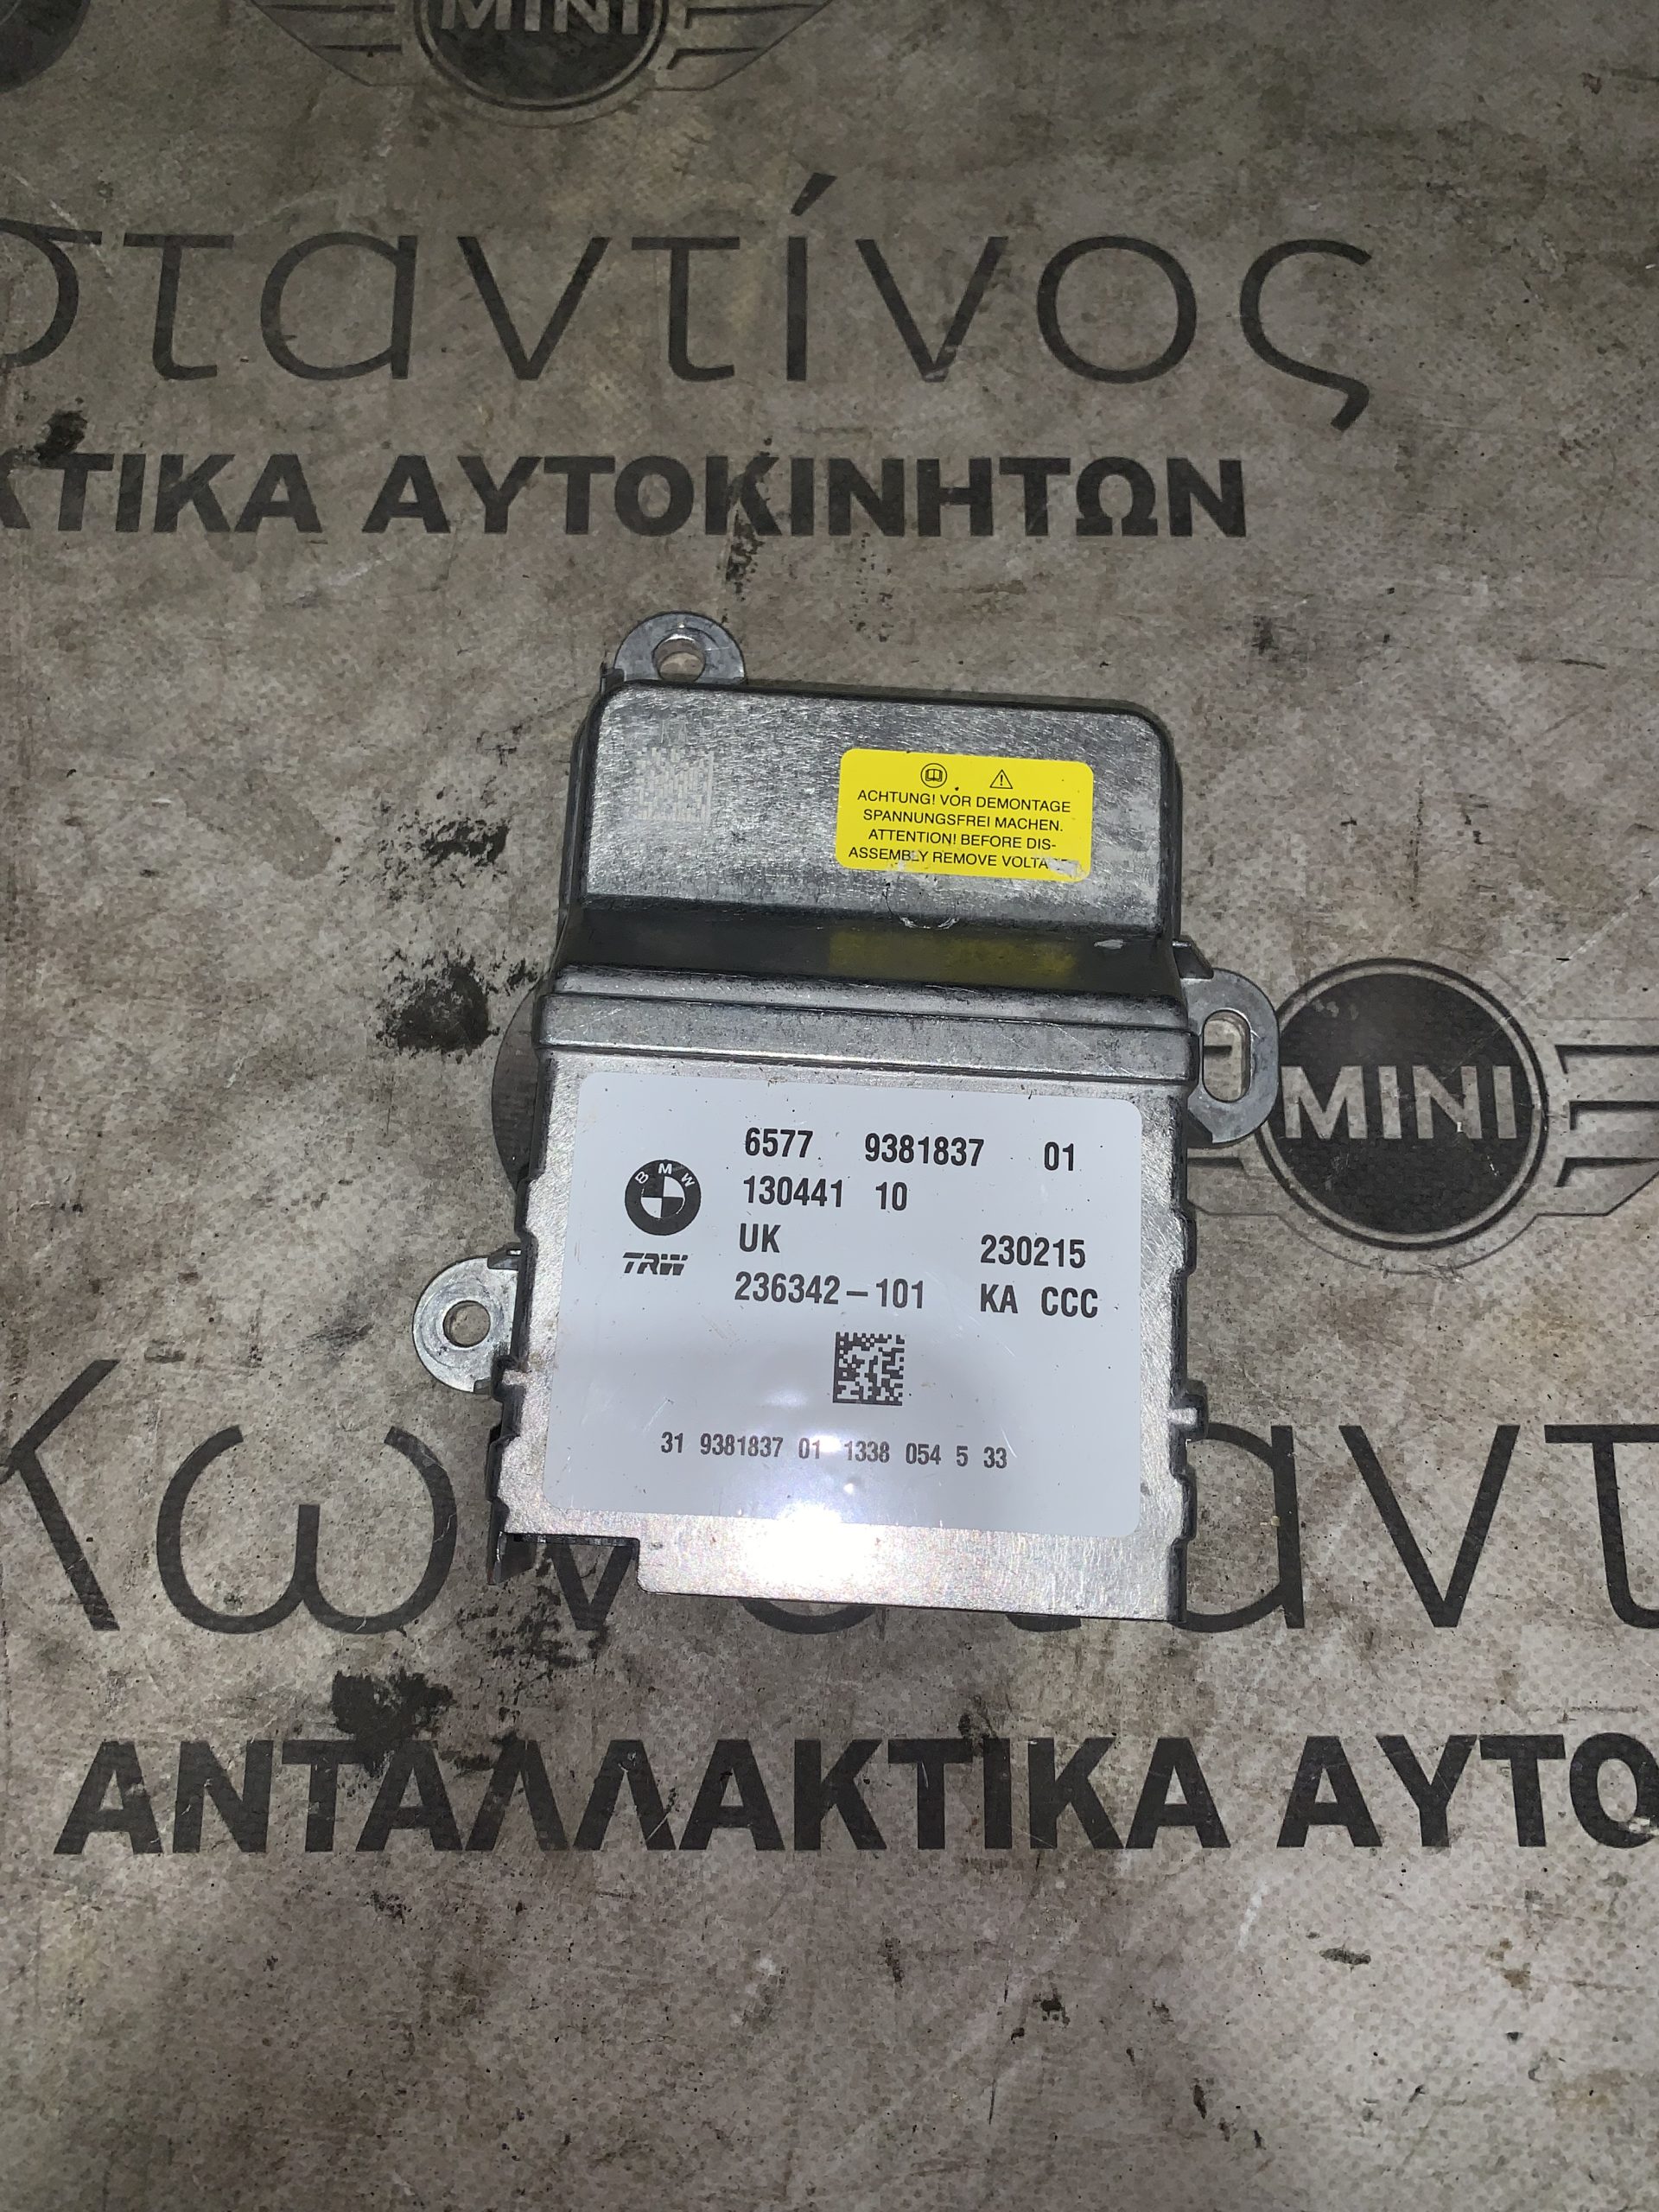 MINI
σταντίνος
ΚΤΙΚΑ ΑΥΤΟΚΙΝΗΤΩΝ
ACHTUNG! VOR DEMONTAGE
SPANNUNGSFREI MACHEN.
ATTENTION! BEFORE DIS-
ASSEMBLY REMOVE VOLTA
MINI
6577 9381837 01
BMW
130441 10
UK 230215
TRW
236342-101 KA CCC
31 9381837 01 1338 054 5 33
Κων ταντ
ΑΝΤΑΛΛΑΚΤΙΚΑ ΑΥΤΟ